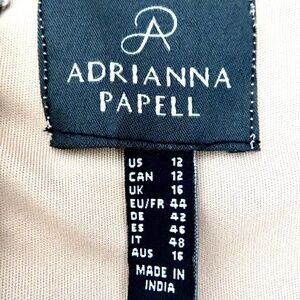 ADRIANNA
PAPELL
US 12
CAN 12
UK 16
EU/FR 44
DE 42
ES 46
IT 48
AUS 16
MADE IN
INDIA